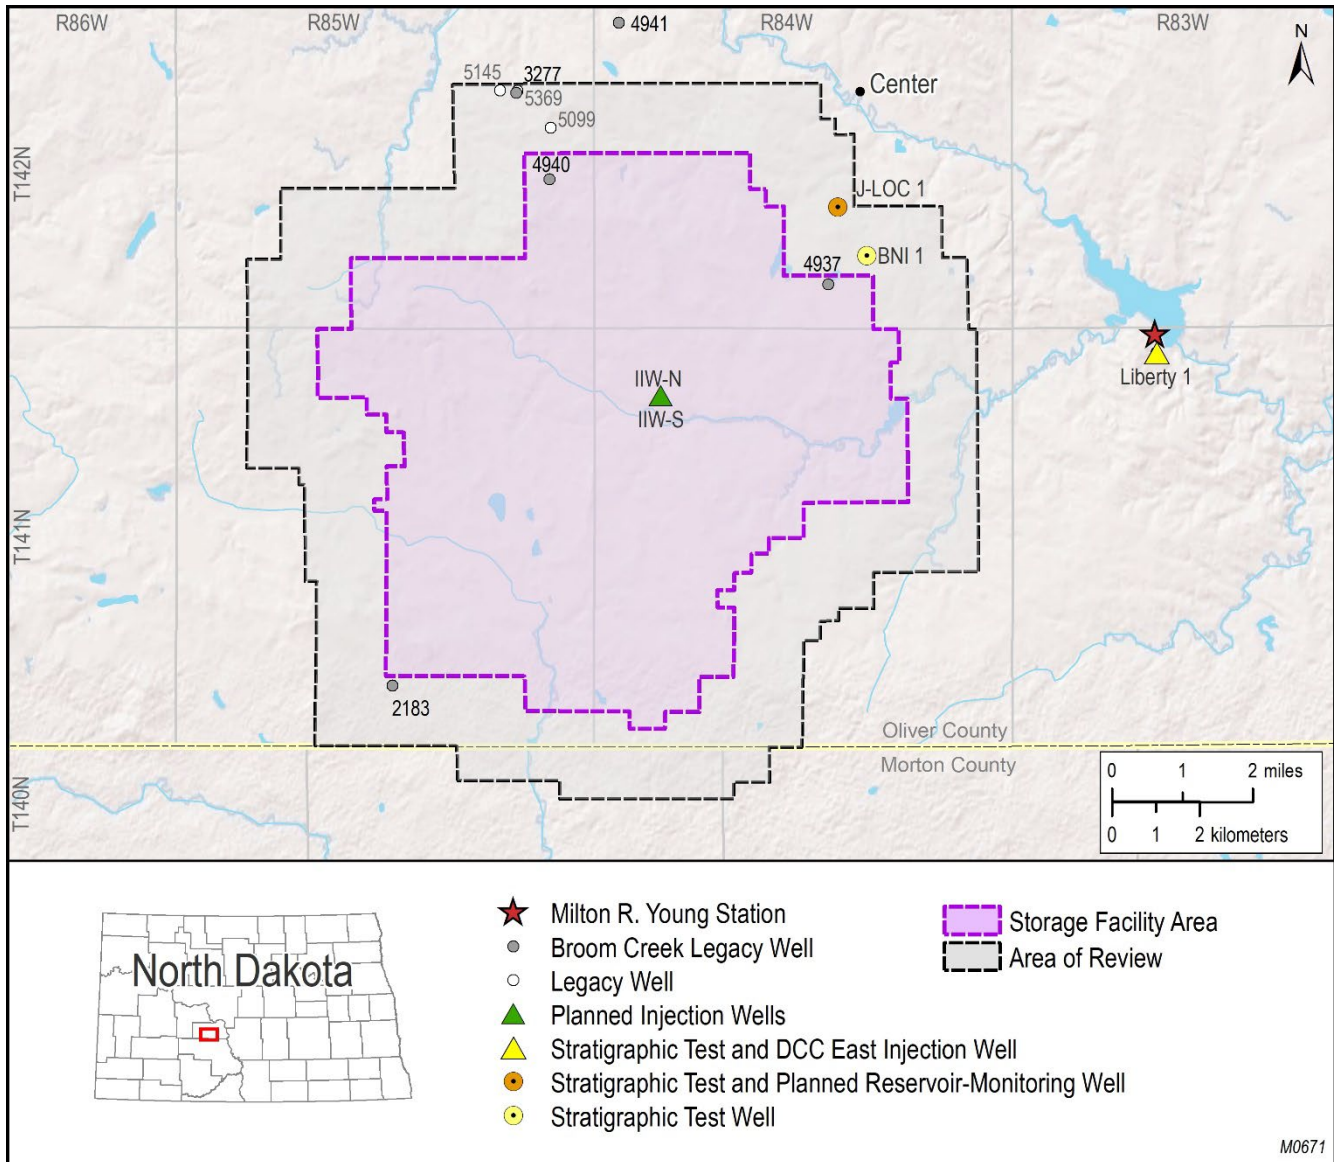 R86W
R85W
4941
R84W
R83W
N
5145
3277
5369
Center
5099
T142N
4940
J-LOC 1
BNI 1
4937
Liberty 1
IIW-N
IIW-S
T141N
2183
Oliver County
Morton County
T140N
0 1 2 miles
0 1 2 kilometers
North Dakota
Milton R. Young Station
Broom Creek Legacy Well
Legacy Well
Planned Injection Wells
Stratigraphic Test and DCC East Injection Well
Stratigraphic Test and Planned Reservoir-Monitoring Well
Stratigraphic Test Well
Storage Facility Area
Area of Review
M0671